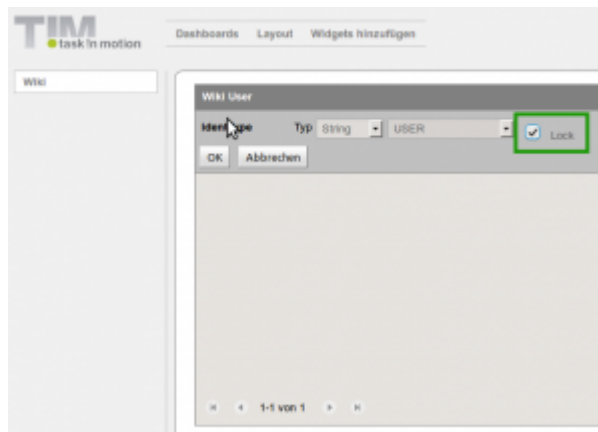 TIM
task!n motion
Dashboards Layout Widgets hinzufügen
Wiki
Wiki User
Typ String USER Lock
OK Abbrechen
1-1 von 1